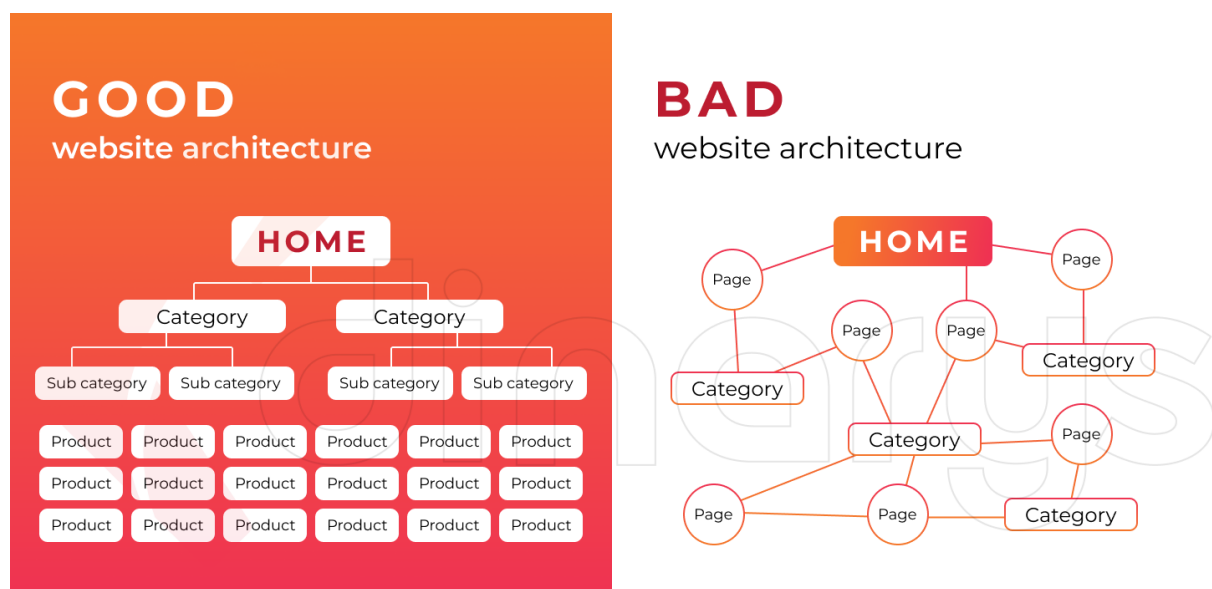 GOOD
website architecture
HOME
Category Category
Sub category Sub category Sub category Sub category
Product Product Product Product Product Product
Product Product Product Product Product Product
Product Product Product Product Product Product
BAD
website architecture
HOME
Page
Page
Page
Page
Category
Category
Category
Page
Page
Page
Category
dinarys